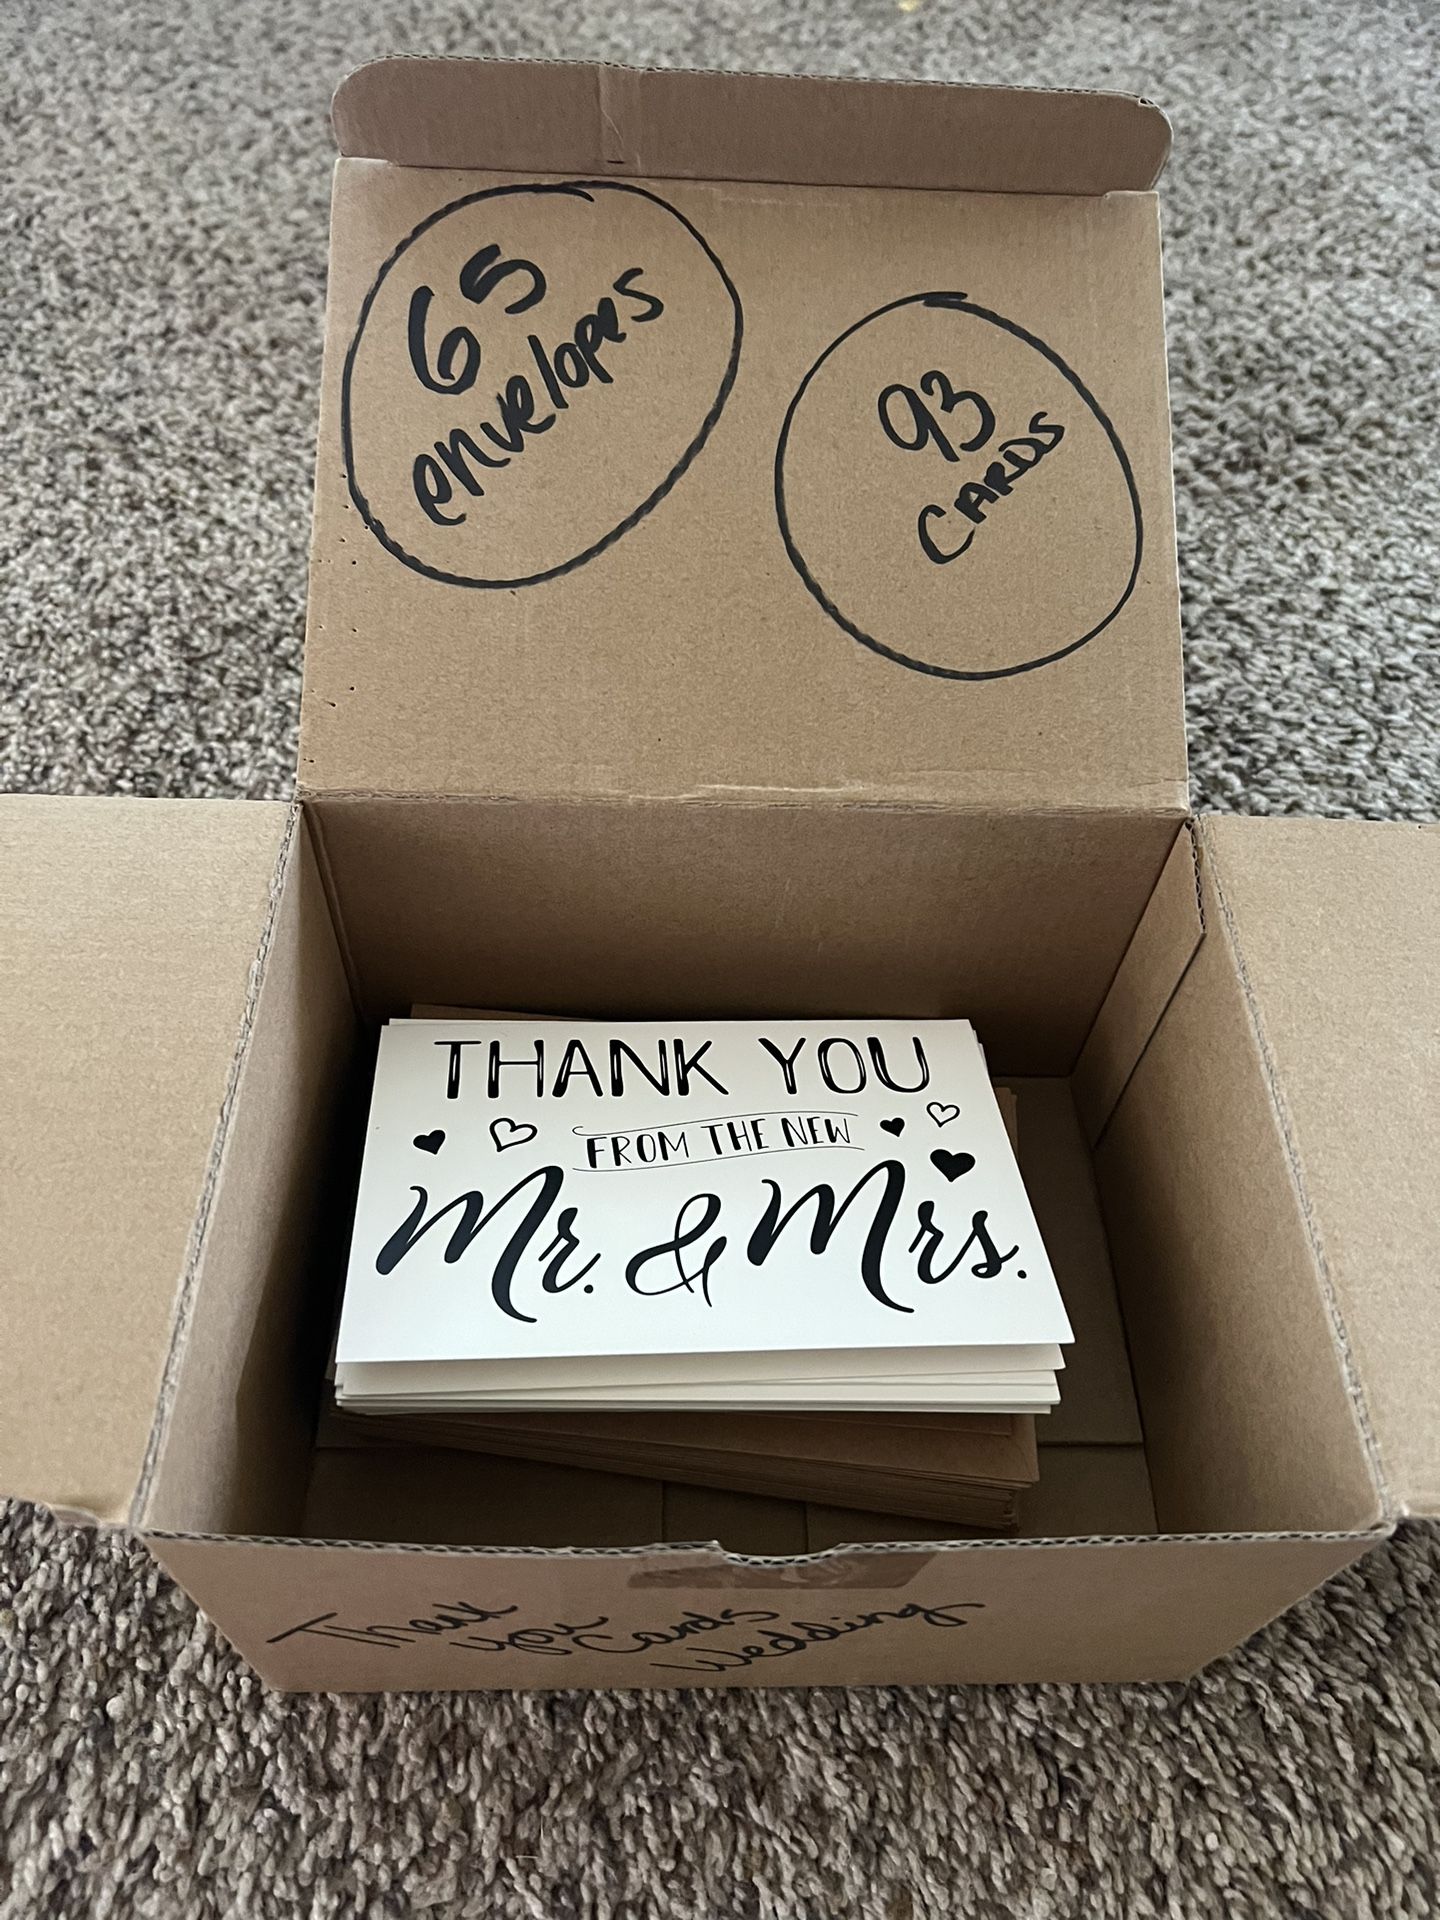 65
envelopes
93
CARDS
THANK YOU
FROM THE NEW
Mr. & Mrs.
Thank
you Cards
Wedding